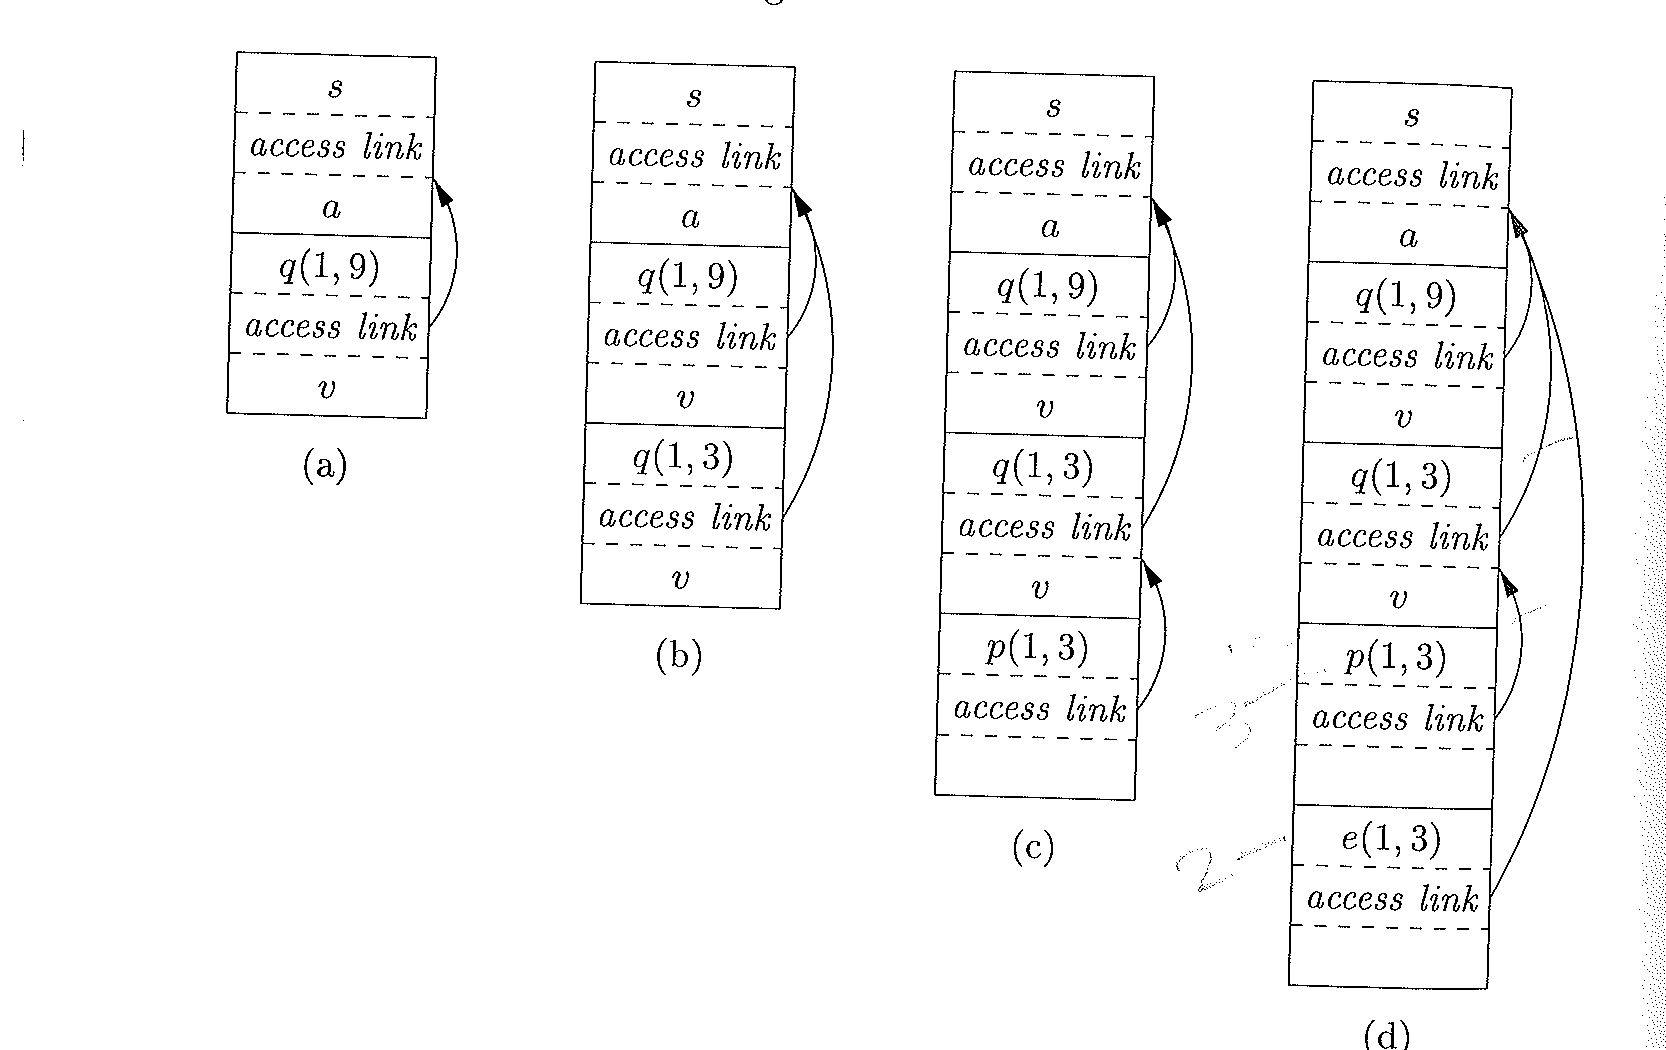 s
access link
a
q(1, 9)
access link
v
(a)
s
access link
a
q(1, 9)
access link
v
q(1, 3)
access link
v
(b)
s
access link
a
q(1, 9)
access link
v
q(1, 3)
access link
v
p(1, 3)
access link
(c)
s
access link
a
q(1, 9)
access link
v
q(1, 3)
access link
v
p(1, 3)
access link
e(1, 3)
access link
(d)
2